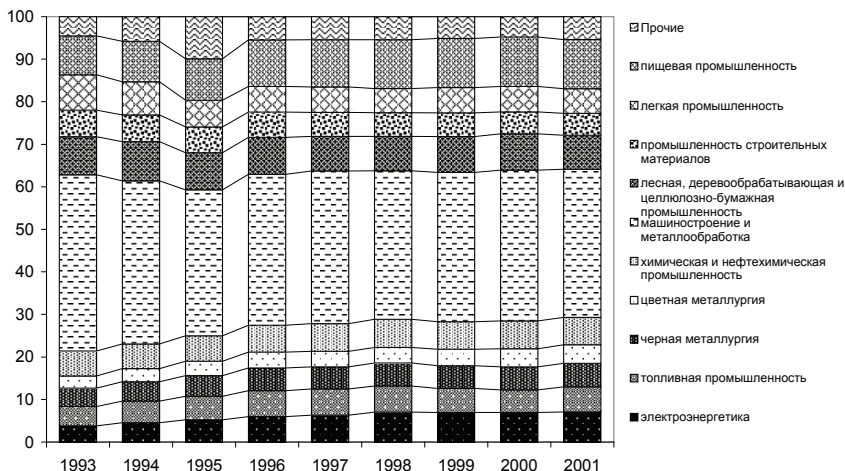 100
90
80
70
60
50
40
30
20
10
0
1993 1994 1995 1996 1997 1998 1999 2000 2001
Прочие
пищевая промышленность
легкая промышленность
промышленность строительных
материалов
лесная, деревообрабатывающая и
целлюлозно-бумажная
промышленность
машиностроение и
металлообработка
химическая и нефтехимическая
промышленность
цветная металлургия
черная металлургия
топливная промышленность
электроэнергетика